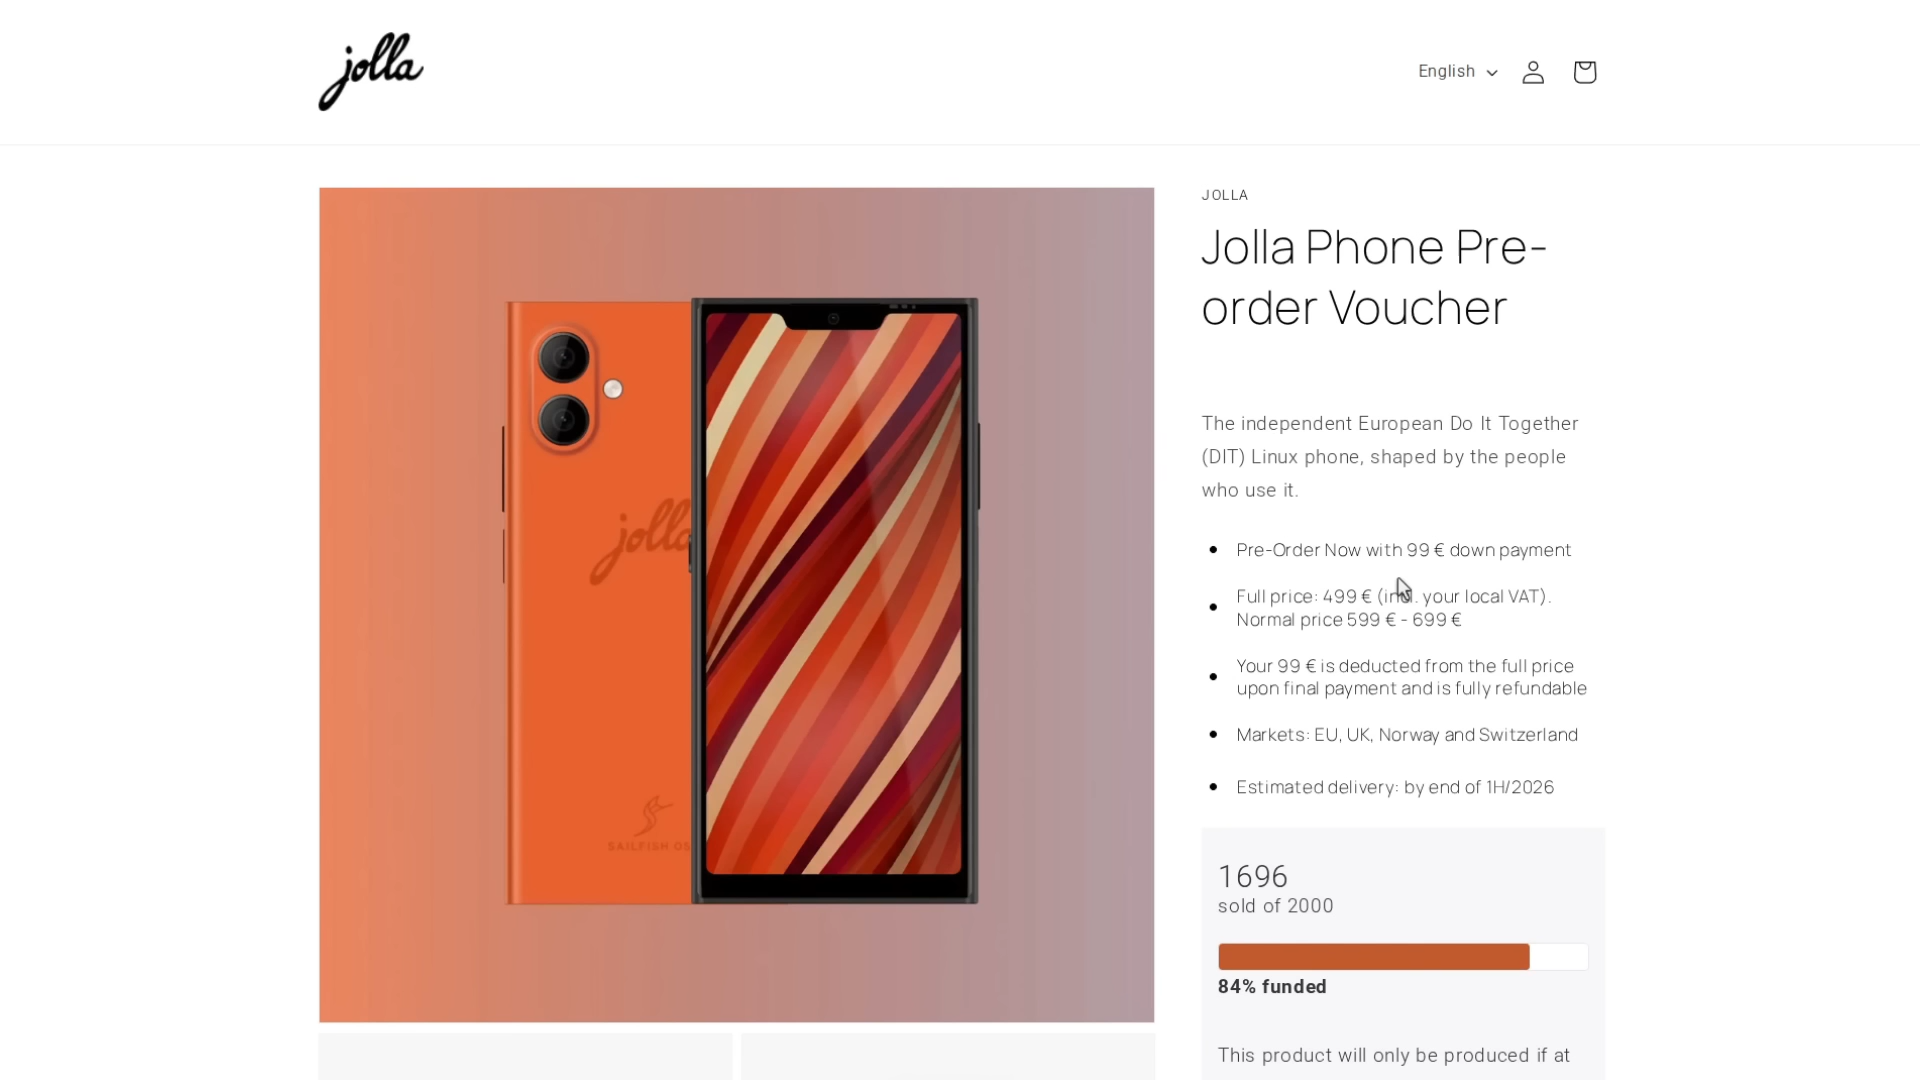 jolla
English
JOLLA
Jolla Phone Pre-
order Voucher
jolla
SAILFISH OS
The independent European Do It Together
(DIT) Linux phone, shaped by the people
who use it.
Pre-Order Now with 99 € down payment
Full price: 499 € (incl. your local VAT).
Normal price 599 € - 699 €
Your 99 € is deducted from the full price
upon final payment and is fully refundable
Markets: EU, UK, Norway and Switzerland
Estimated delivery: by end of 1H/2026
1696
sold of 2000
84% funded
This product will only be produced if at